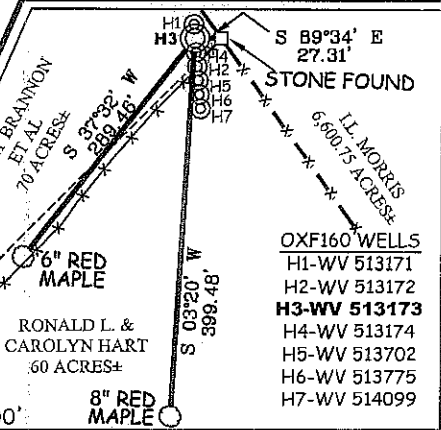 H1
H3
H4
H2
H5
H6
H7
S 89°34' E
27.31'
STONE FOUND
BRANNON
ET AL
70 ACRES±
S 37°32' W
289.46'
I.L. MORRIS
6,600.75 ACRES±
S 03°20' W
399.48'
6" RED
MAPLE
RONALD L. &
CAROLYN HART
60 ACRES±
8" RED
MAPLE
OXF160 WELLS
H1-WV 513171
H2-WV 513172
H3-WV 513173
H4-WV 513174
H5-WV 513702
H6-WV 513775
H7-WV 514099